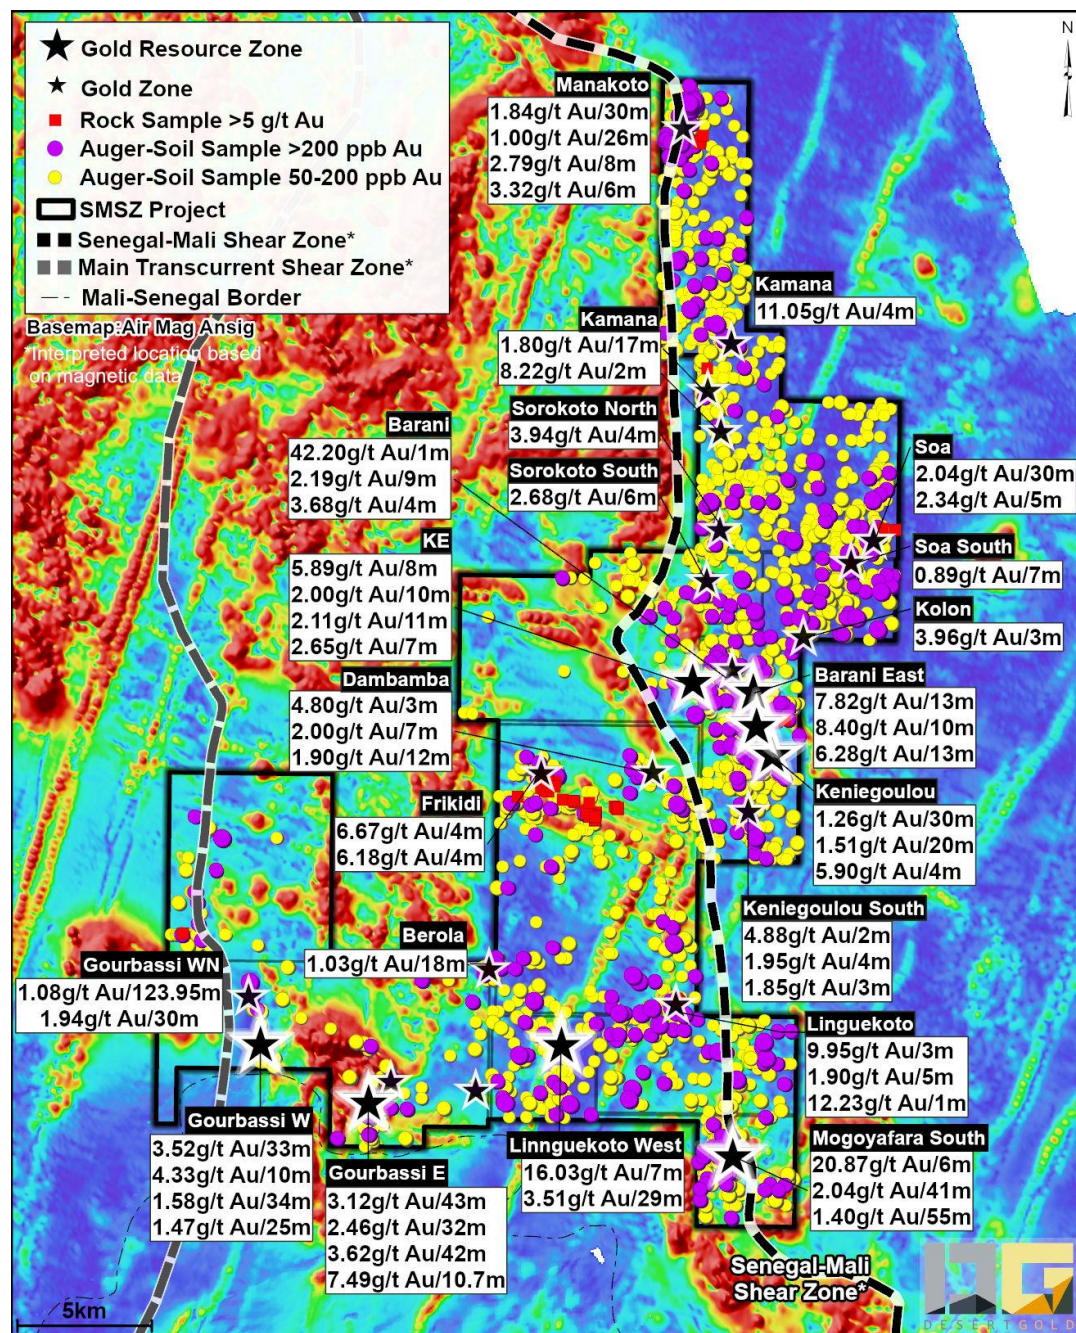 Gold Resource Zone
Gold Zone
Rock Sample >5 g/t Au
Auger-Soil Sample >200 ppb Au
Auger-Soil Sample 50-200 ppb Au
SMSZ Project
Senegal-Mali Shear Zone*
Main Transcurrent Shear Zone*
Mali-Senegal Border
Basemap:Air Mag Ansig
*Interpreted location based
on magnetic data
N
Manakoto
1.84g/t Au/30m
1.00g/t Au/26m
2.79g/t Au/8m
3.32g/t Au/6m
Kamana
11.05g/t Au/4m
Kamana
1.80g/t Au/17m
8.22g/t Au/2m
Sorokoto North
3.94g/t Au/4m
Sorokoto South
2.68g/t Au/6m
Barani
42.20g/t Au/1m
2.19g/t Au/9m
3.68g/t Au/4m
Soa
2.04g/t Au/30m
2.34g/t Au/5m
Soa South
0.89g/t Au/7m
Kolon
3.96g/t Au/3m
KE
5.89g/t Au/8m
2.00g/t Au/10m
2.11g/t Au/11m
2.65g/t Au/7m
Dambamba
4.80g/t Au/3m
2.00g/t Au/7m
1.90g/t Au/12m
Barani East
7.82g/t Au/13m
8.40g/t Au/10m
6.28g/t Au/13m
Frikidi
6.67g/t Au/4m
6.18g/t Au/4m
Keniegoulou
1.26g/t Au/30m
1.51g/t Au/20m
5.90g/t Au/4m
Keniegoulou South
4.88g/t Au/2m
1.95g/t Au/4m
1.85g/t Au/3m
Berola
1.03g/t Au/18m
Gourbassi WN
1.08g/t Au/123.95m
1.94g/t Au/30m
Linguekoto
9.95g/t Au/3m
1.90g/t Au/5m
12.23g/t Au/1m
Gourbassi W
3.52g/t Au/33m
4.33g/t Au/10m
1.58g/t Au/34m
1.47g/t Au/25m
Gourbassi E
3.12g/t Au/43m
2.46g/t Au/32m
3.62g/t Au/42m
7.49g/t Au/10.7m
Linnguekoto West
16.03g/t Au/7m
3.51g/t Au/29m
Mogoyafara South
20.87g/t Au/6m
2.04g/t Au/41m
1.40g/t Au/55m
Senegal-Mali
Shear Zone*
5km
DESERTGOLD